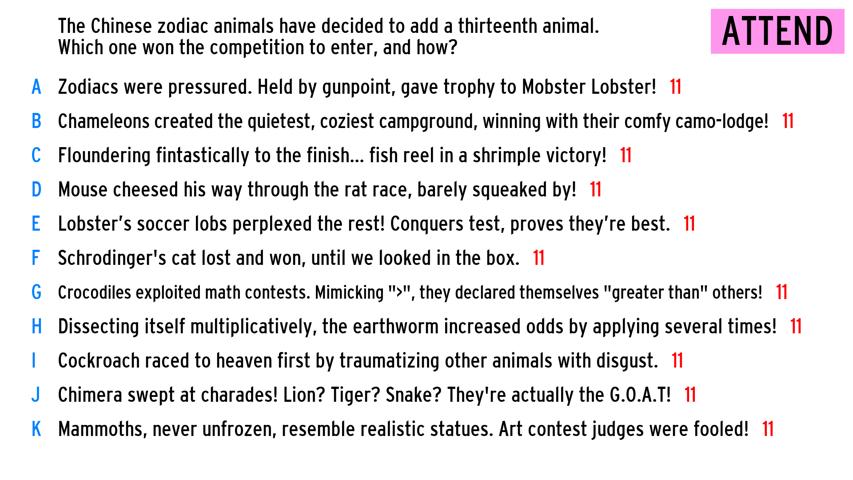 The Chinese zodiac animals have decided to add a thirteenth animal.
Which one won the competition to enter, and how?
ATTEND
A Zodiacs were pressured. Held by gunpoint, gave trophy to Mobster Lobster! 11
B Chameleons created the quietest, coziest campground, winning with their comfy camo-lodge! 11
C Floundering fintastically to the finish... fish reel in a shrimple victory! 11
D Mouse cheesed his way through the rat race, barely squeaked by! 11
E Lobster’s soccer lobs perplexed the rest! Conquers test, proves they’re best. 11
F Schrodinger's cat lost and won, until we looked in the box. 11
G Crocodiles exploited math contests. Mimicking ">", they declared themselves "greater than" others! 11
H Dissecting itself multiplicatively, the earthworm increased odds by applying several times! 11
I Cockroach raced to heaven first by traumatizing other animals with disgust. 11
J Chimera swept at charades! Lion? Tiger? Snake? They're actually the G.O.A.T! 11
K Mammoths, never unfrozen, resemble realistic statues. Art contest judges were fooled! 11